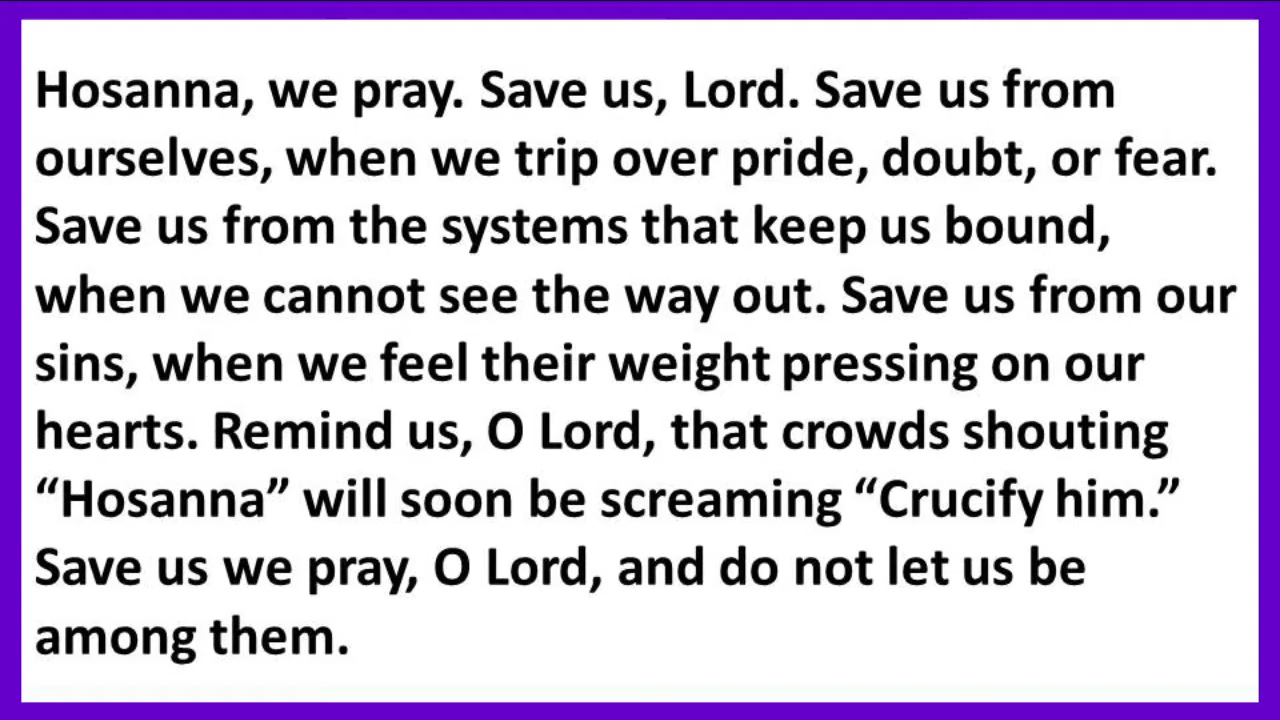 Hosanna, we pray. Save us, Lord. Save us from
ourselves, when we trip over pride, doubt, or fear.
Save us from the systems that keep us bound,
when we cannot see the way out. Save us from our
sins, when we feel their weight pressing on our
hearts. Remind us, O Lord, that crowds shouting
“Hosanna” will soon be screaming “Crucify him.”
Save us we pray, O Lord, and do not let us be
among them.